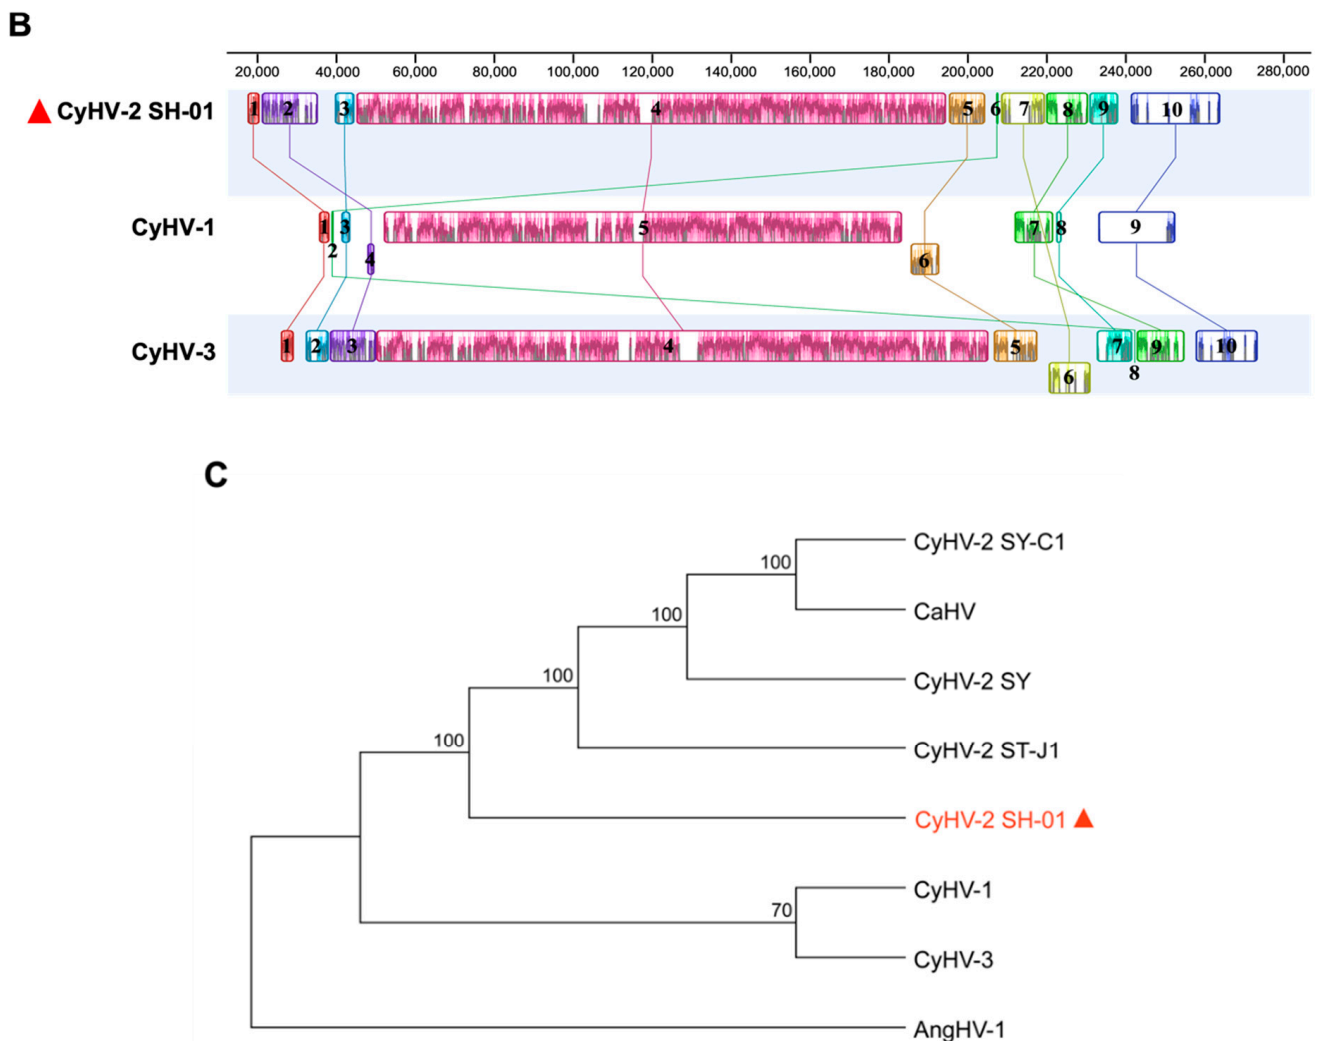 B
20,000 40,000 60,000 80,000 100,000 120,000 140,000 160,000 180,000 200,000 220,000 240,000 260,000 280,000
CyHV-2 SH-01 1 2 3 4 5 6 7 8 9 10
CyHV-1 1 3 5 7 8 9
2 4 6
CyHV-3 1 2 3 4 5 7 9 10
6 8
C
CyHV-2 SY-C1
100
CaHV
100
CyHV-2 SY
100
CyHV-2 ST-J1
100
CyHV-2 SH-01
CyHV-1
70
CyHV-3
AngHV-1